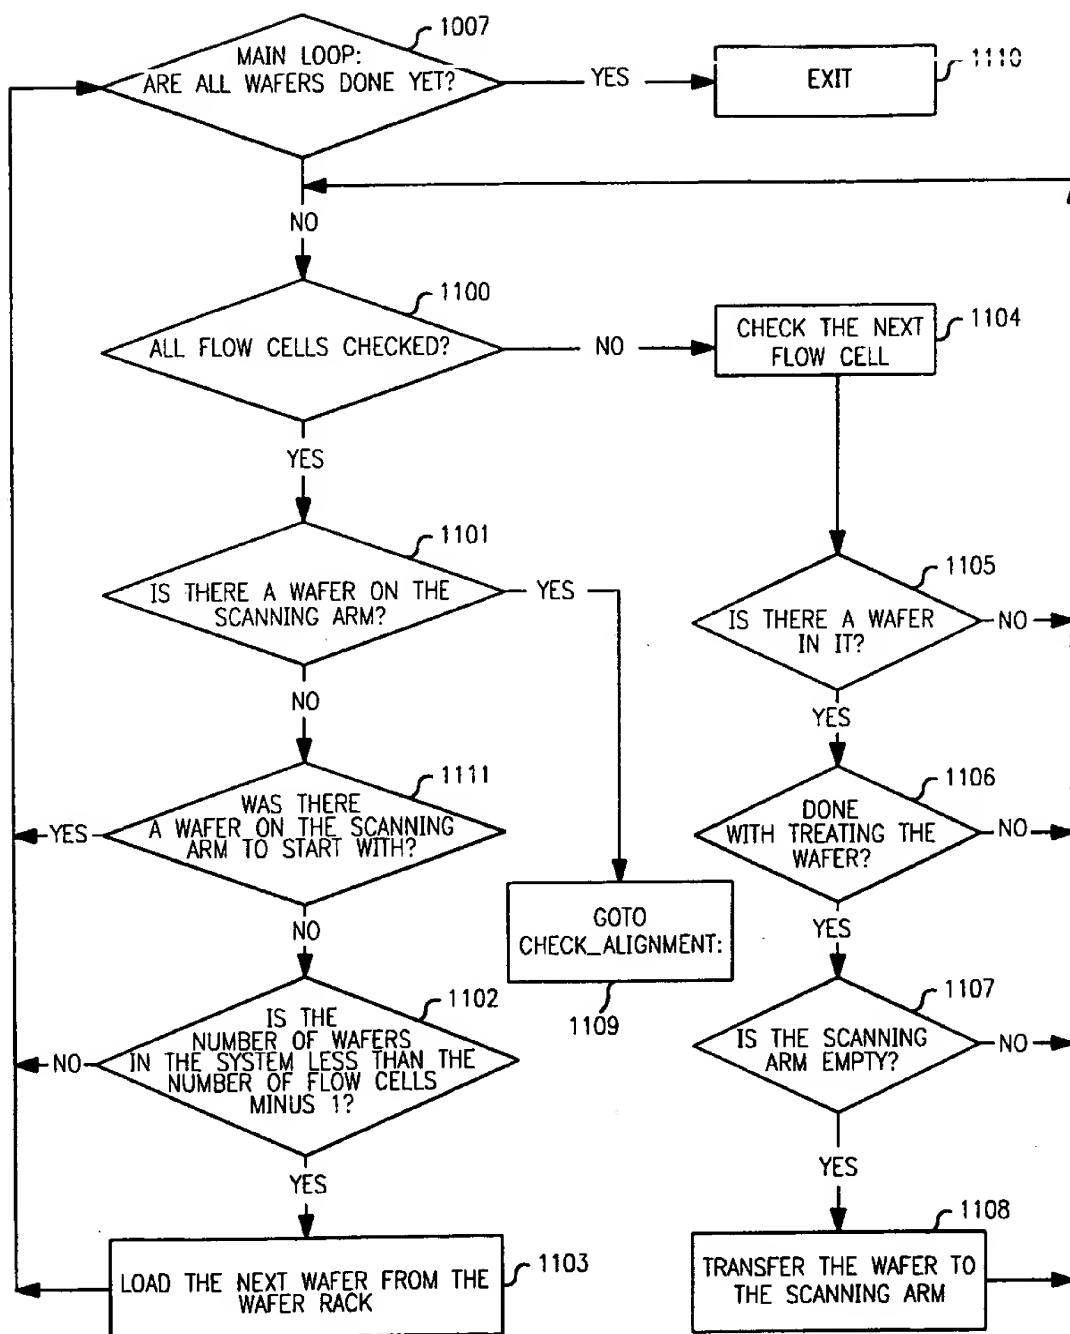 1007
MAIN LOOP:
ARE ALL WAFERS DONE YET?
YES
EXIT
1110
NO
1100
ALL FLOW CELLS CHECKED?
NO
CHECK THE NEXT
FLOW CELL
1104
YES
1101
IS THERE A WAFER ON THE
SCANNING ARM?
YES
1105
IS THERE A WAFER
IN IT?
NO
NO
YES
1111
WAS THERE
A WAFER ON THE SCANNING
ARM TO START WITH?
YES
1106
DONE
WITH TREATING THE
WAFER?
NO
NO
GOTO
CHECK_ALIGNMENT:
1109
YES
1102
IS THE
NUMBER OF WAFERS
IN THE SYSTEM LESS THAN THE
NUMBER OF FLOW CELLS
MINUS 1?
NO
1107
IS THE SCANNING
ARM EMPTY?
NO
YES
YES
1103
LOAD THE NEXT WAFER FROM THE
WAFER RACK
1108
TRANSFER THE WAFER TO
THE SCANNING ARM